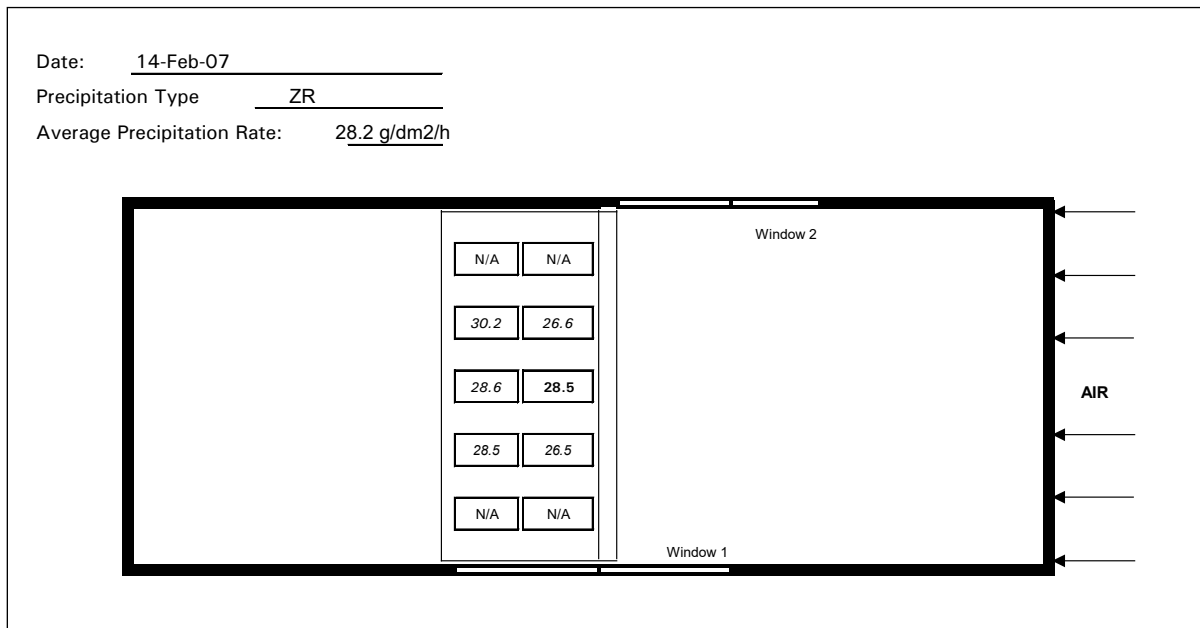 Date: 14-Feb-07
Precipitation Type ZR
Average Precipitation Rate: 28.2 g/dm2/h
Window 2
N/A N/A
30.2 26.6
28.6 28.5
AIR
28.5 26.5
N/A N/A
Window 1